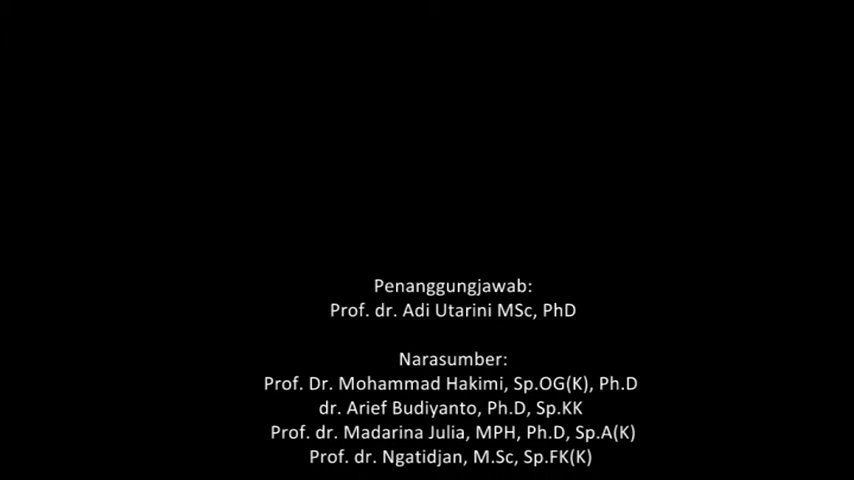 Penanggungjawab:
Prof. dr. Adi Utarini MSc, PhD
Narasumber:
Prof. Dr. Mohammad Hakimi, Sp.OG(K), Ph.D
dr. Arief Budiyanto, Ph.D, Sp.KK
Prof. dr. Madarina Julia, MPH, Ph.D, Sp.A(K)
Prof. dr. Ngatidjan, M.Sc, Sp.FK(K)